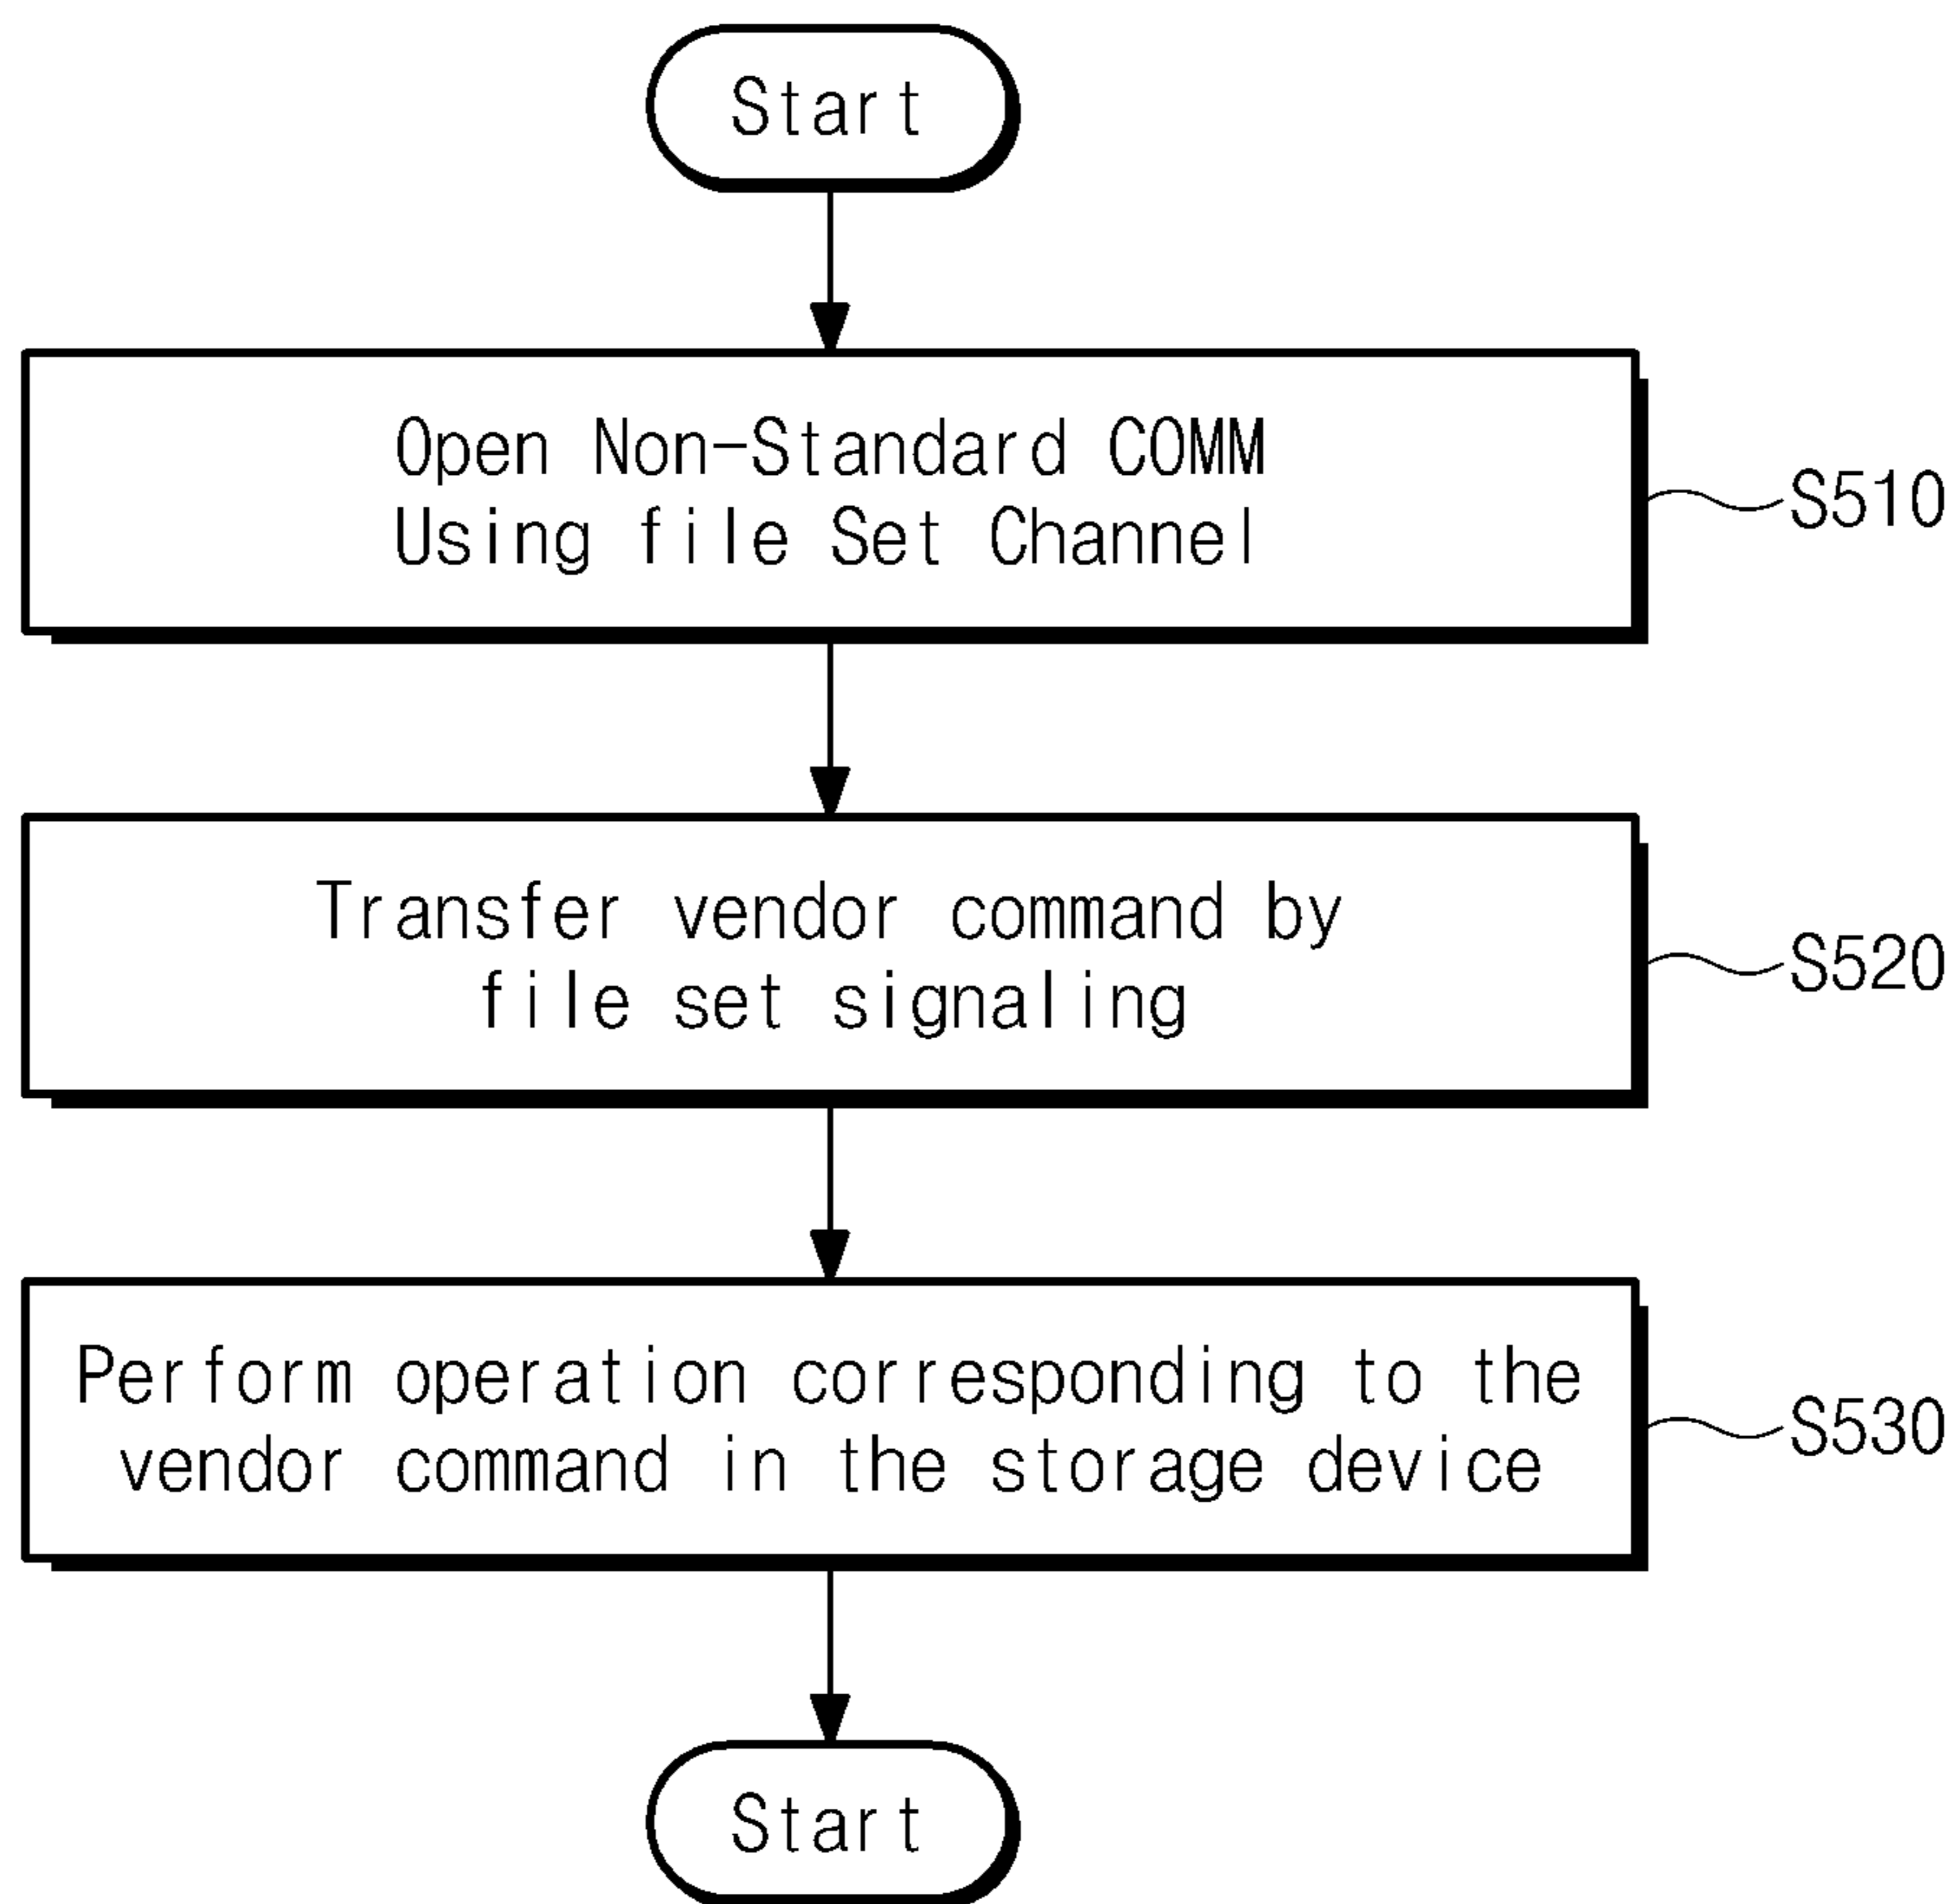 Start
Open Non-Standard COMM
Using file Set Channel
S510
Transfer vendor command by
file set signaling
S520
Perform operation corresponding to the
vendor command in the storage device
S530
Start